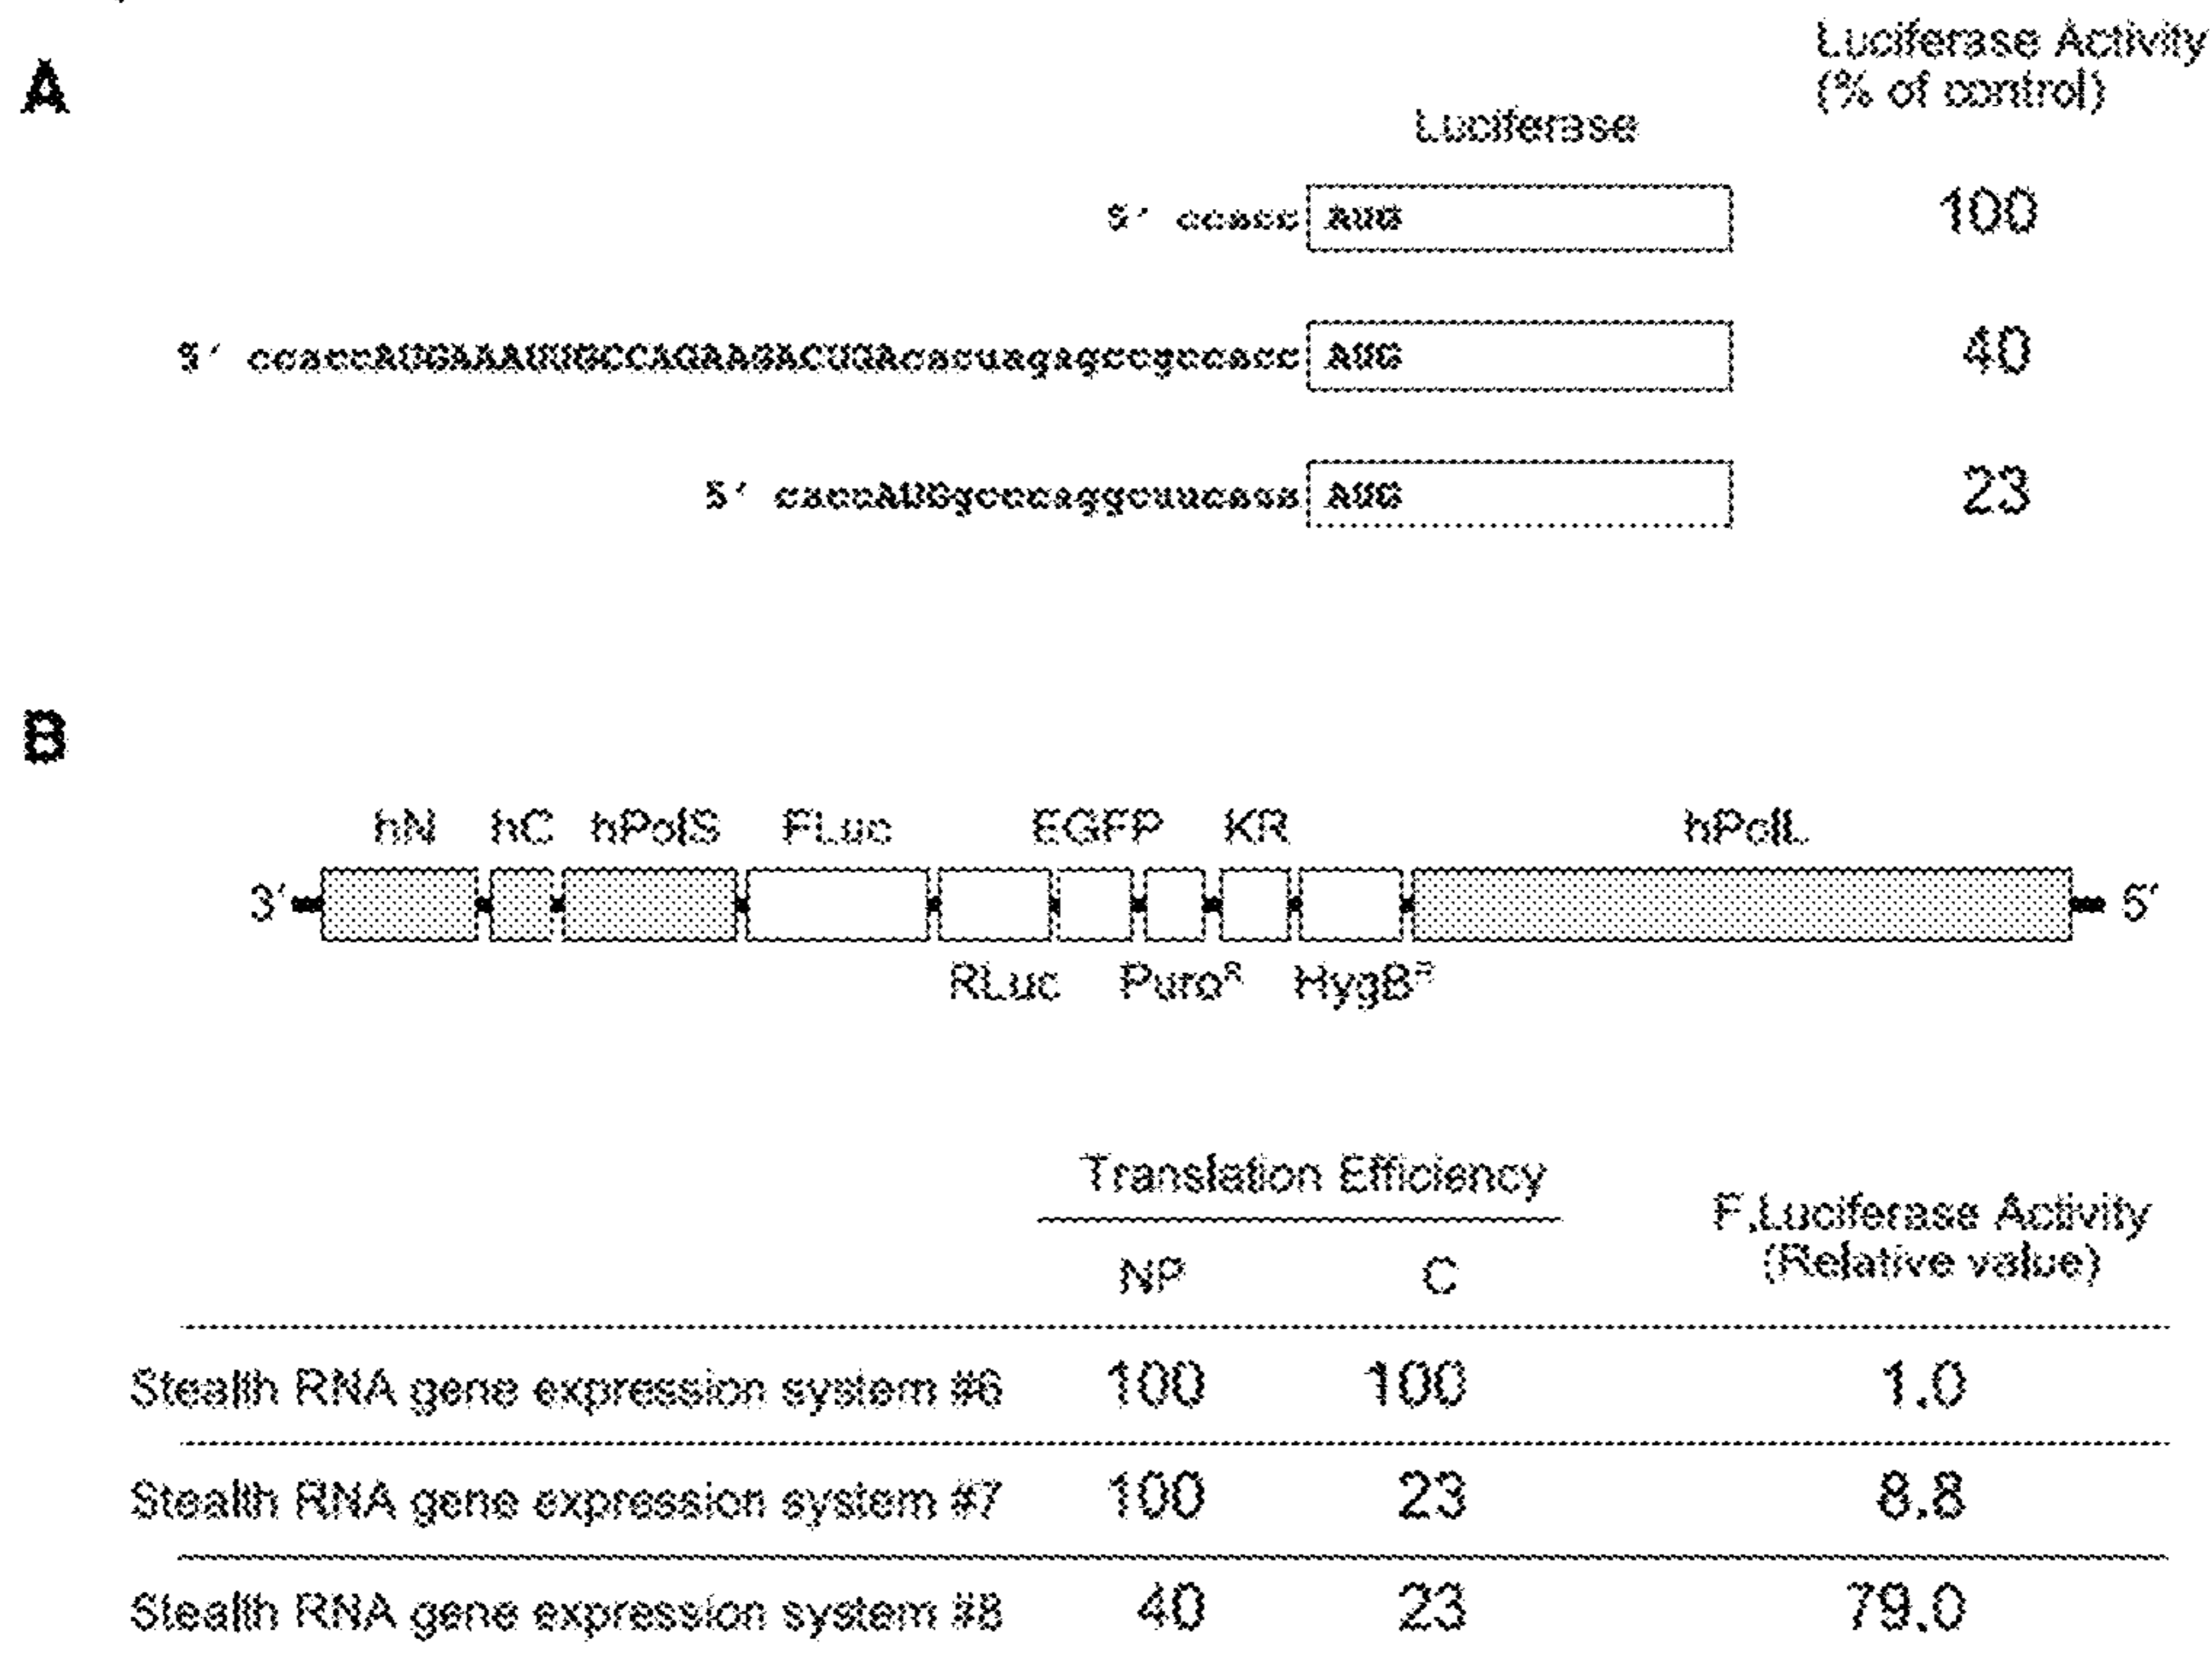 A
Luciferase Activity
(% of control)
Luciferase
5′ ccacc AUG 100
5′ ccaccAUGAAAUUUGCCAGAAGACUGAcacuagagccgccacc AUG 40
5′ caccAUGgcccaggcuucaaa AUG 23
B
hN hC hPolS FLuc EGFP KR hPolL
3′ 5′
RLuc Puroᴿ HygBᴿ
Translation Efficiency
F.Luciferase Activity
(Relative value)
NP C
Stealth RNA gene expression system #6 100 100 1.0
Stealth RNA gene expression system #7 100 23 8.8
Stealth RNA gene expression system #8 40 23 79.0